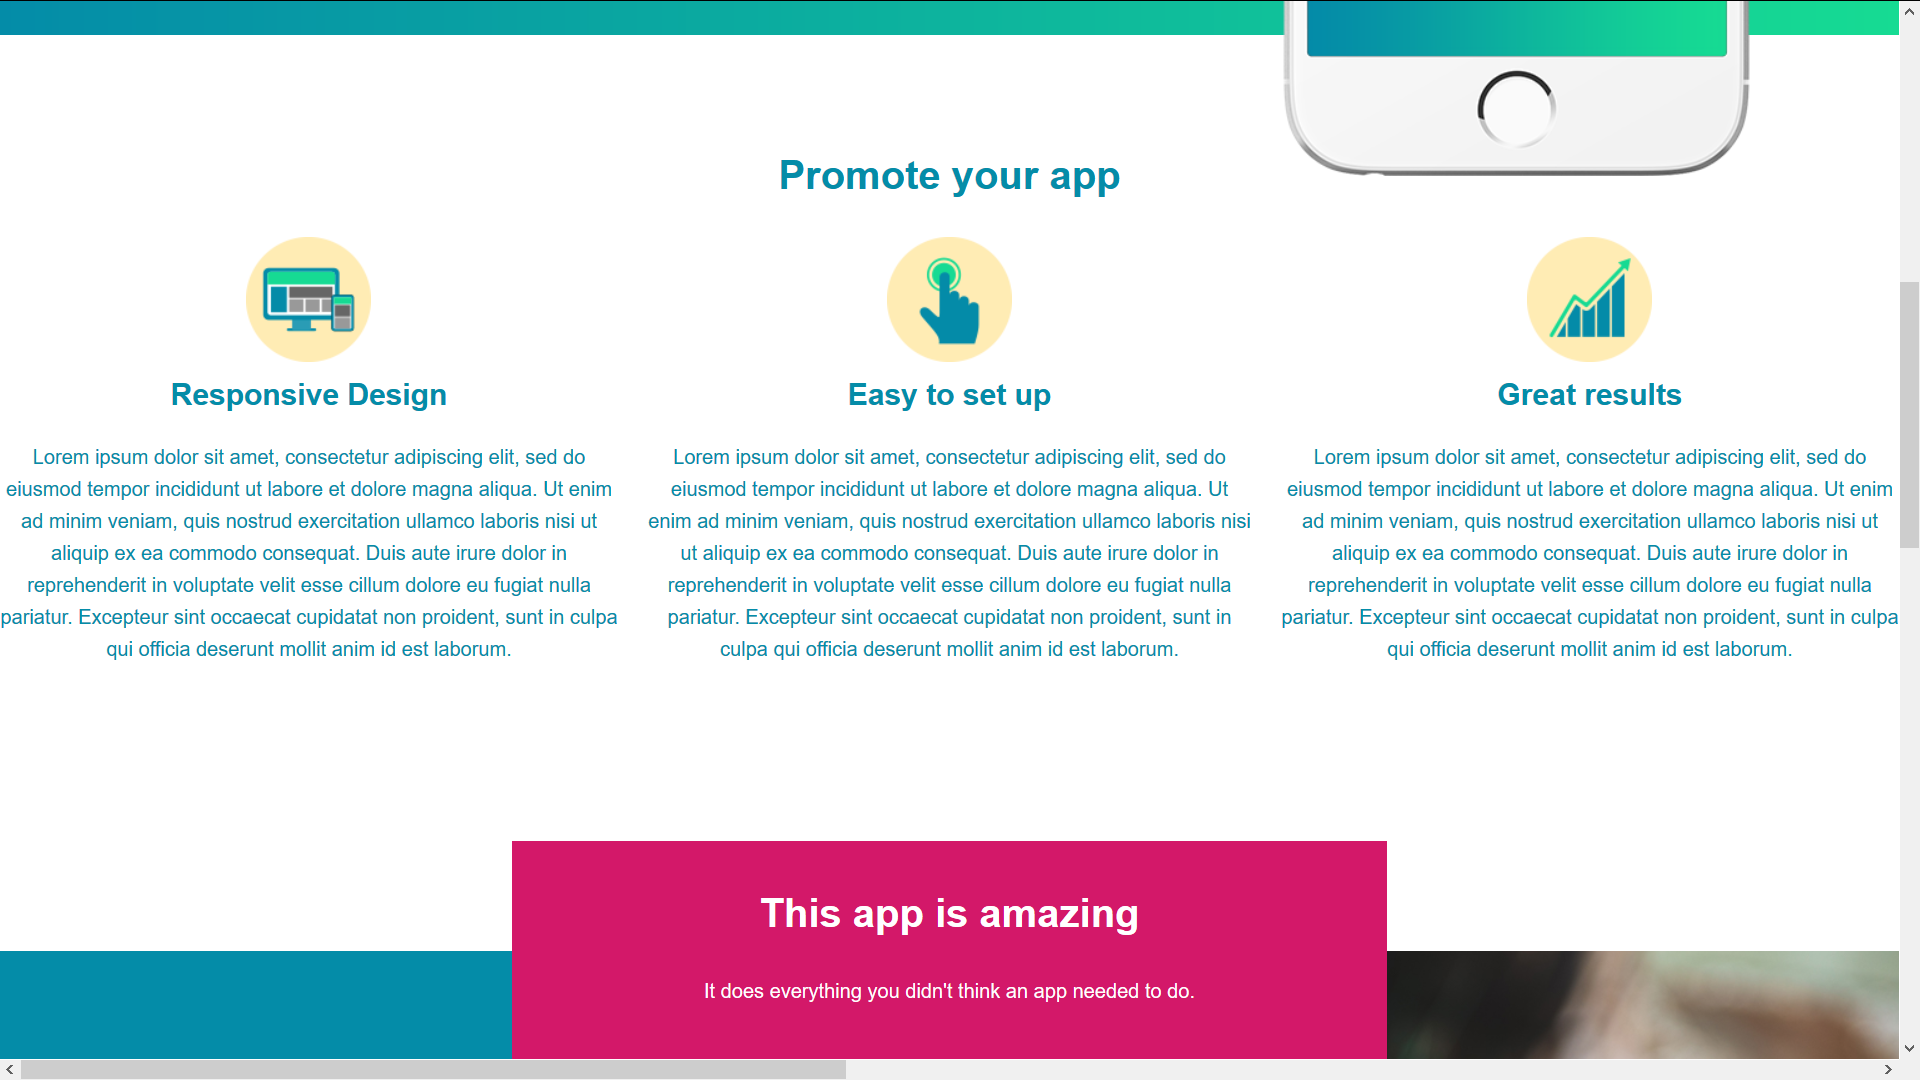 Promote your app
Responsive Design
Lorem ipsum dolor sit amet, consectetur adipiscing elit, sed do
eiusmod tempor incididunt ut labore et dolore magna aliqua. Ut enim
ad minim veniam, quis nostrud exercitation ullamco laboris nisi ut
aliquip ex ea commodo consequat. Duis aute irure dolor in
reprehenderit in voluptate velit esse cillum dolore eu fugiat nulla
pariatur. Excepteur sint occaecat cupidatat non proident, sunt in culpa
qui officia deserunt mollit anim id est laborum.
Easy to set up
Lorem ipsum dolor sit amet, consectetur adipiscing elit, sed do
eiusmod tempor incididunt ut labore et dolore magna aliqua. Ut
enim ad minim veniam, quis nostrud exercitation ullamco laboris nisi
ut aliquip ex ea commodo consequat. Duis aute irure dolor in
reprehenderit in voluptate velit esse cillum dolore eu fugiat nulla
pariatur. Excepteur sint occaecat cupidatat non proident, sunt in
culpa qui officia deserunt mollit anim id est laborum.
Great results
Lorem ipsum dolor sit amet, consectetur adipiscing elit, sed do
eiusmod tempor incididunt ut labore et dolore magna aliqua. Ut enim
ad minim veniam, quis nostrud exercitation ullamco laboris nisi ut
aliquip ex ea commodo consequat. Duis aute irure dolor in
reprehenderit in voluptate velit esse cillum dolore eu fugiat nulla
pariatur. Excepteur sint occaecat cupidatat non proident, sunt in culpa
qui officia deserunt mollit anim id est laborum.
This app is amazing
It does everything you didn't think an app needed to do.